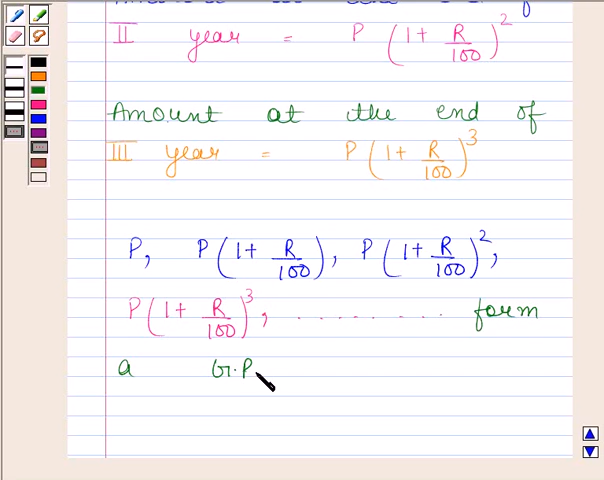 II year = P (1 + R/100)^2
Amount at the end of
III year = P (1 + R/100)^3
P, P (1 + R/100), P (1 + R/100)^2,
P (1 + R/100)^3, ......... form
a G.P